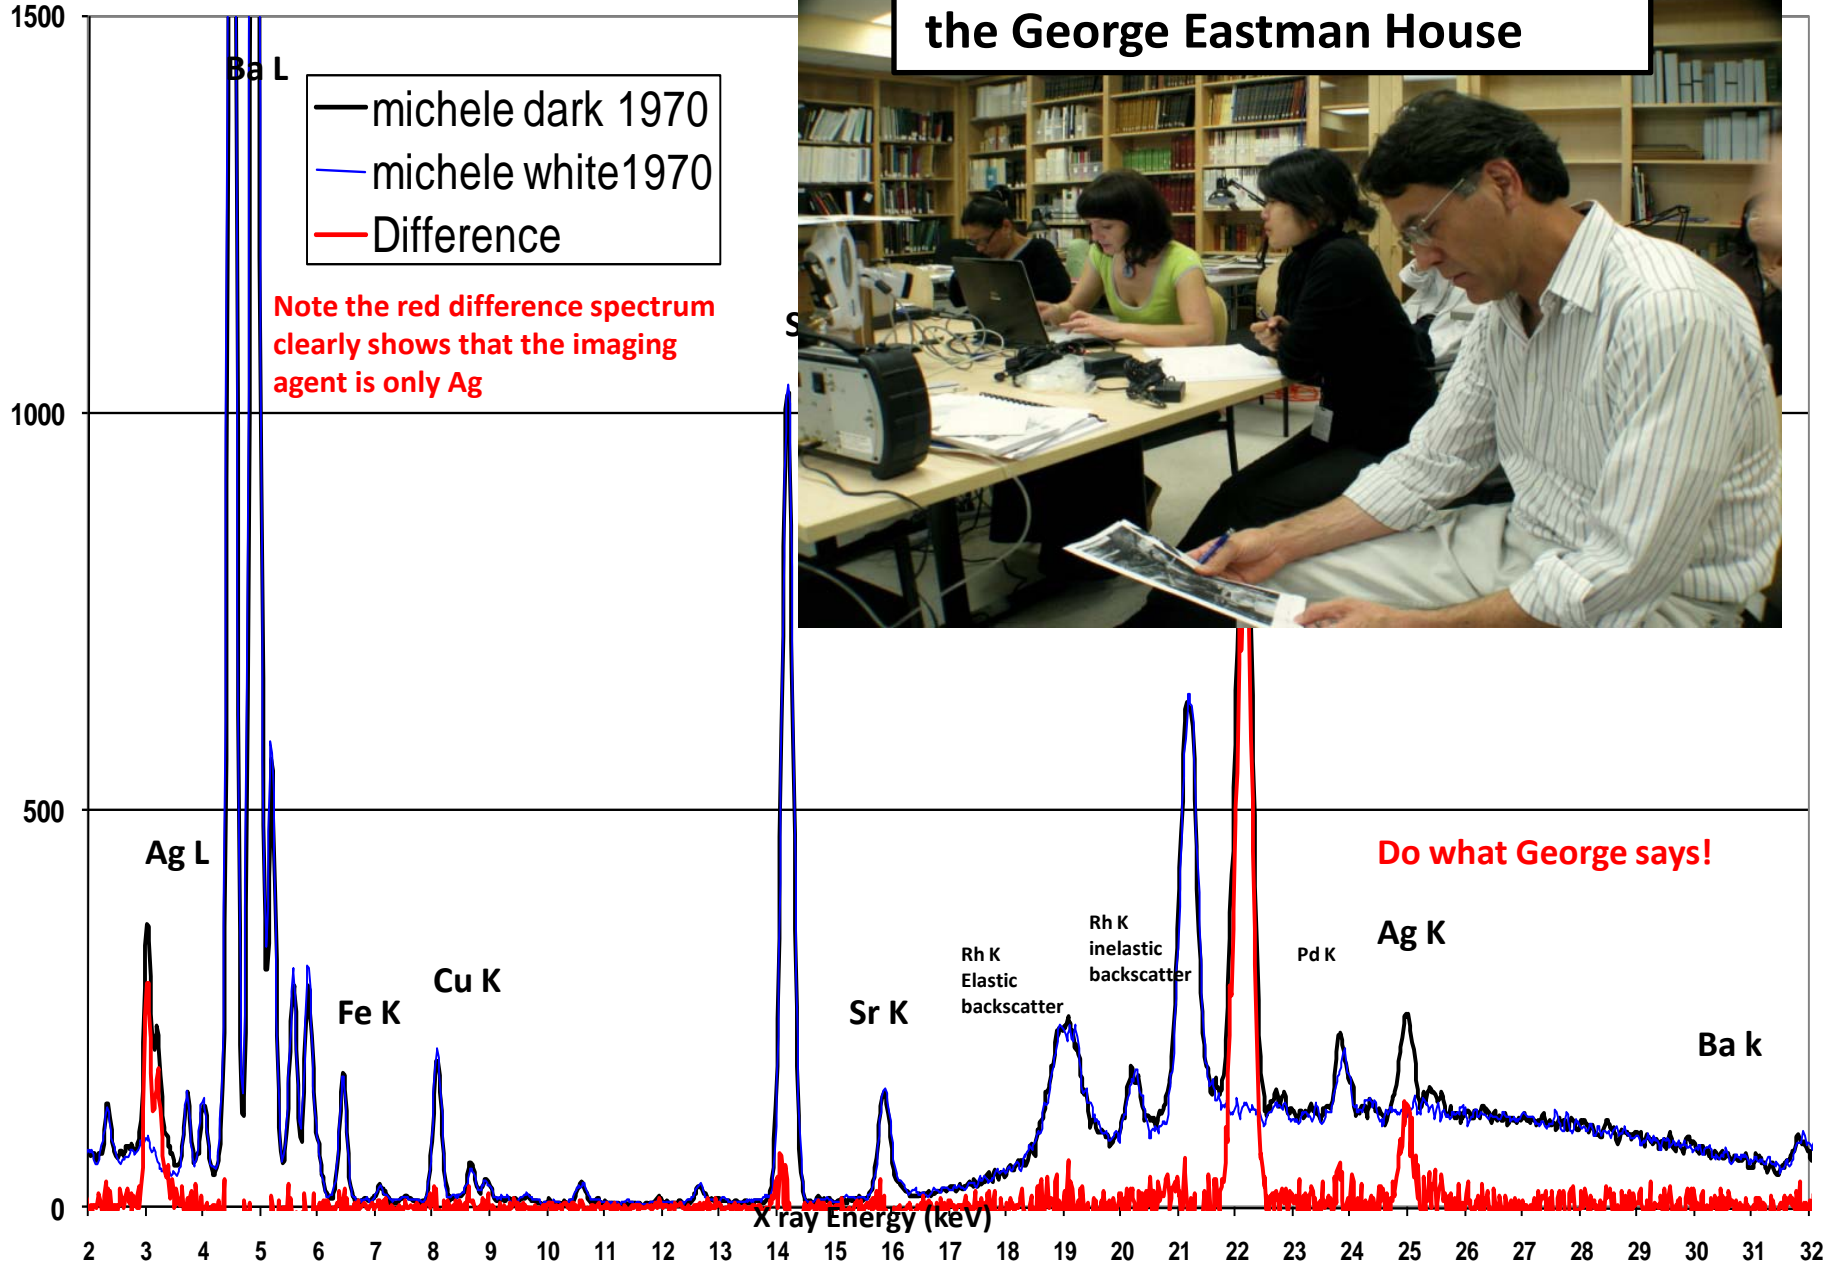 the George Eastman House
1500
Ba L
michele dark 1970
michele white1970
Difference
Note the red difference spectrum
clearly shows that the imaging
agent is only Ag
S
1000
500
Ag L
Do what George says!
Fe K
Cu K
Sr K
Rh K
Elastic
backscatter
Rh K
inelastic
backscatter
Pd K
Ag K
Ba k
0
X ray Energy (keV)
2 3 4 5 6 7 8 9 10 11 12 13 14 15 16 17 18 19 20 21 22 23 24 25 26 27 28 29 30 31 32